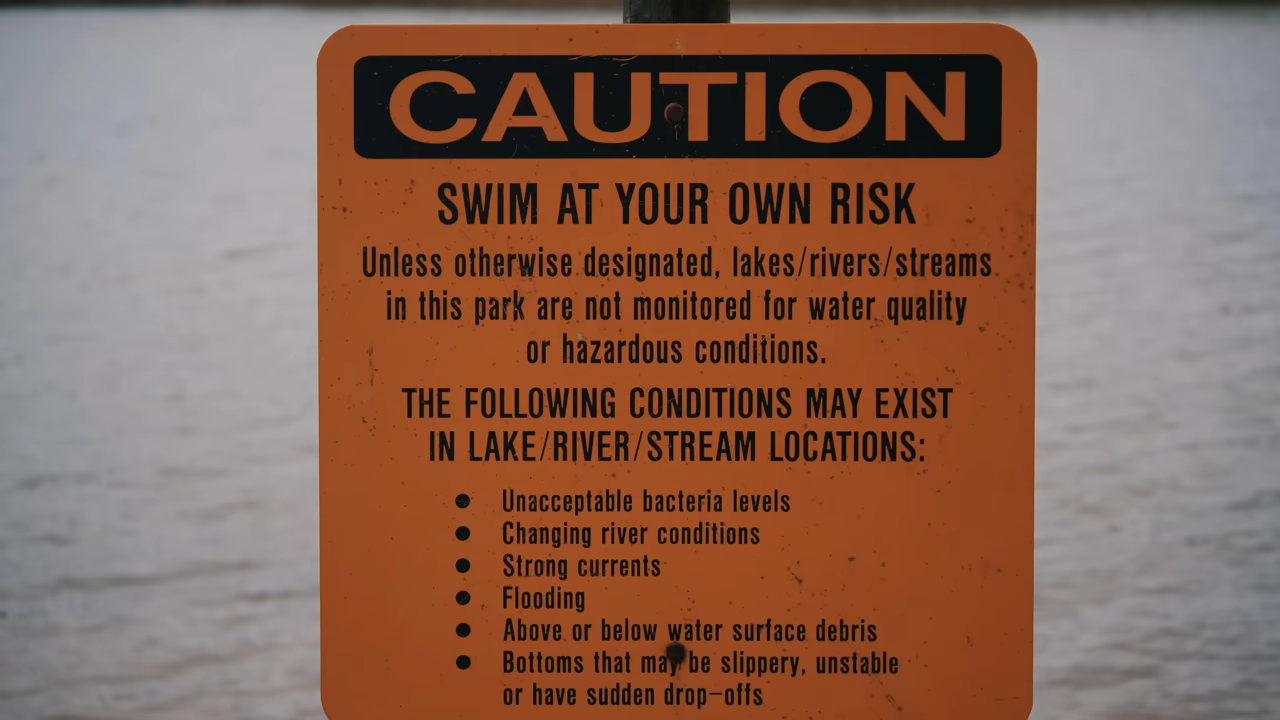 CAUTION
SWIM AT YOUR OWN RISK
Unless otherwise designated, lakes/rivers/streams
in this park are not monitored for water quality
or hazardous conditions.
THE FOLLOWING CONDITIONS MAY EXIST
IN LAKE/RIVER/STREAM LOCATIONS:
• Unacceptable bacteria levels
• Changing river conditions
• Strong currents
• Flooding
• Above or below water surface debris
• Bottoms that may be slippery, unstable
or have sudden drop-offs